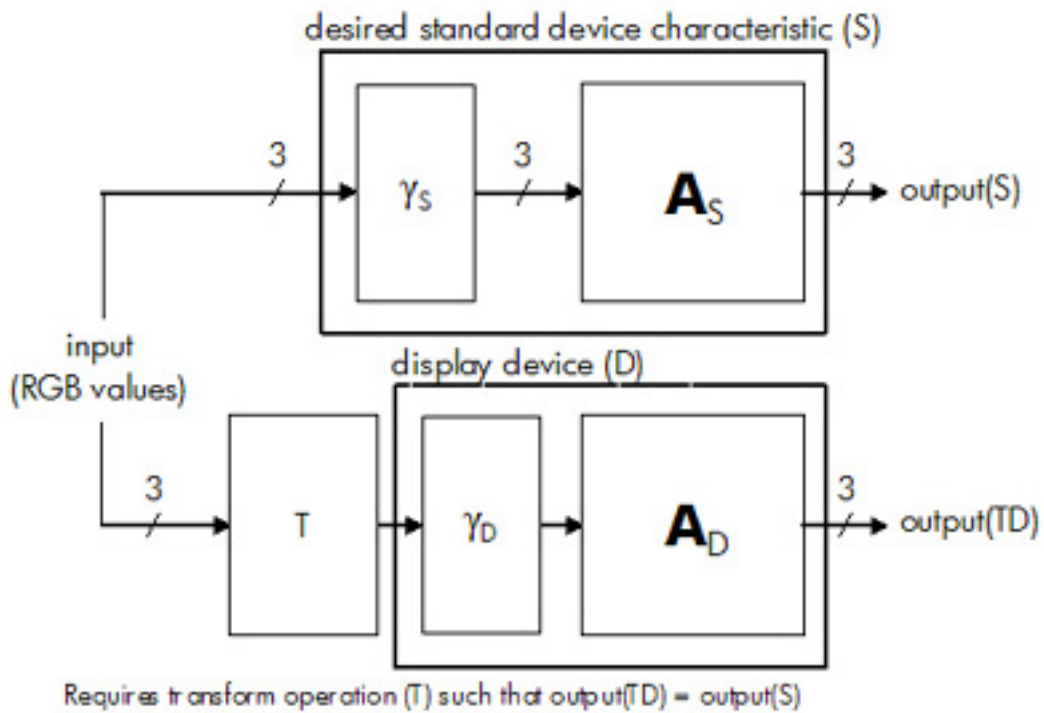 desired standard device characteristic (S)
3
γS
3
AS
3
output(S)
input
(RGB values)
display device (D)
3
T
γD
AD
3
output(TD)
Requires transform operation (T) such that output(TD) = output(S)